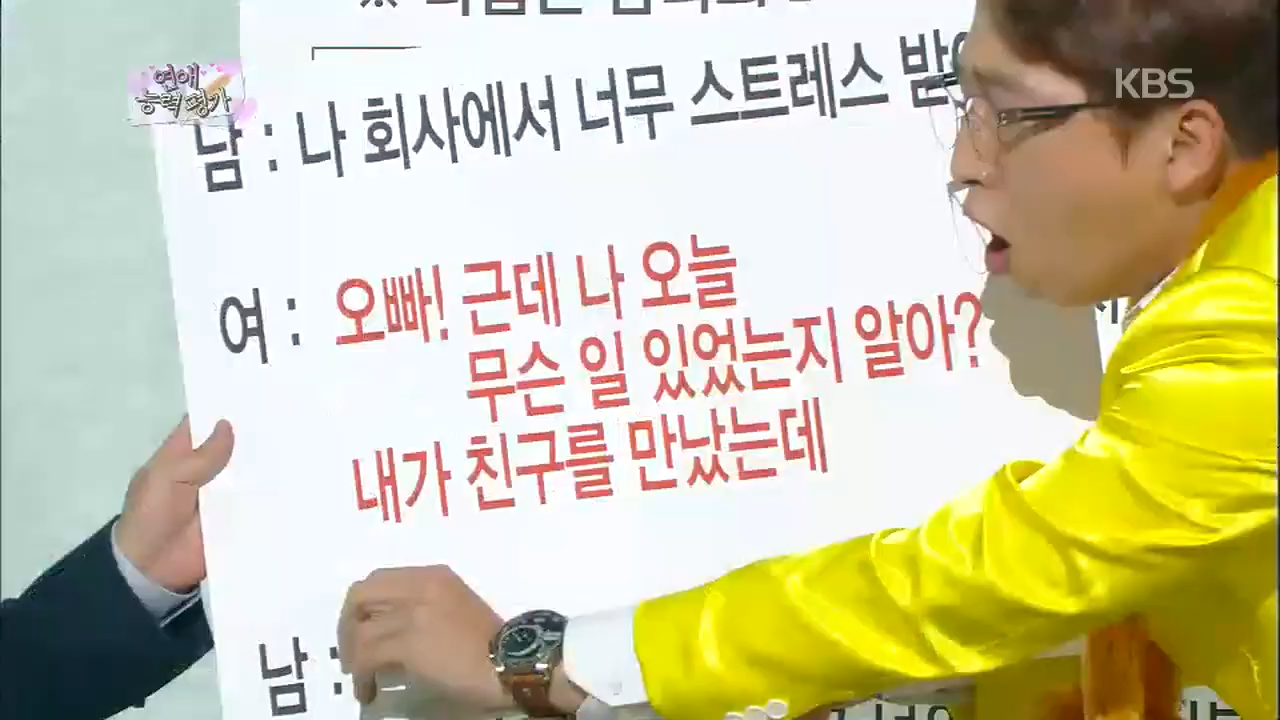 KBS
연애
능력평가
남 : 나 회사에서 너무 스트레스
여 : 오빠! 근데 나 오늘
무슨 일 있었는지 알아?
내가 친구를 만났는데
남 :